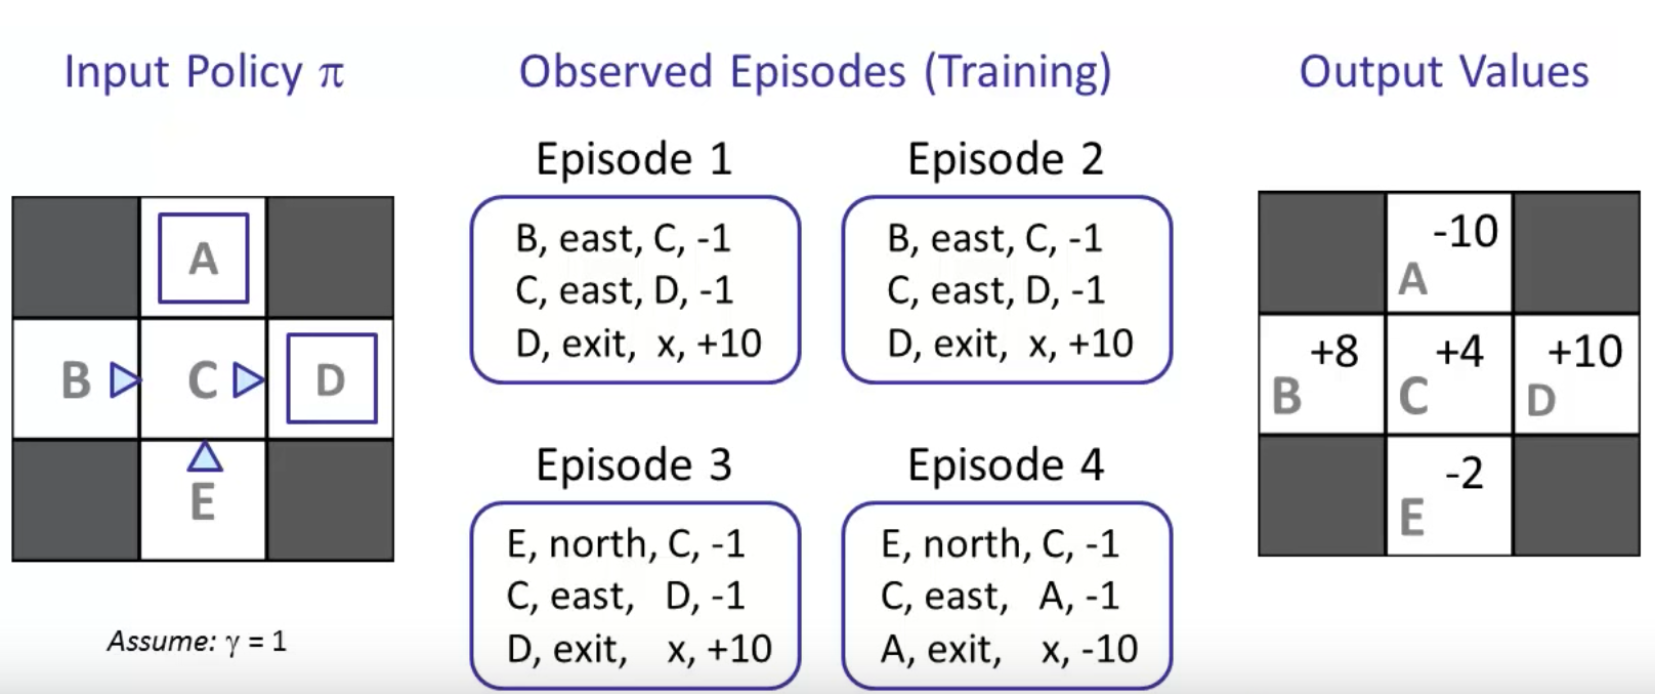 Input Policy π
A
B
C
D
E
Assume: γ = 1
Observed Episodes (Training)
Episode 1
B, east, C, -1
C, east, D, -1
D, exit, x, +10
Episode 2
B, east, C, -1
C, east, D, -1
D, exit, x, +10
Episode 3
E, north, C, -1
C, east, D, -1
D, exit, x, +10
Episode 4
E, north, C, -1
C, east, A, -1
A, exit, x, -10
Output Values
-10
A
+8
B
+4
C
+10
D
-2
E